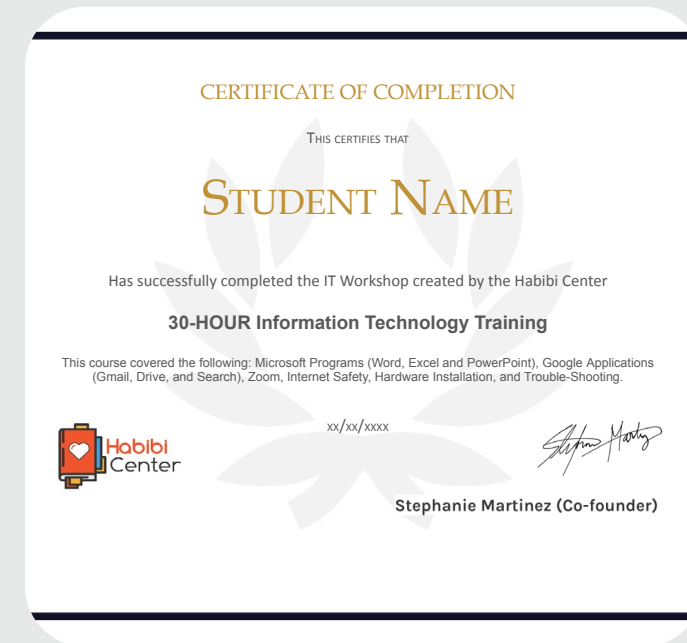 CERTIFICATE OF COMPLETION
THIS CERTIFIES THAT
STUDENT NAME
Has successfully completed the IT Workshop created by the Habibi Center
30-HOUR Information Technology Training
This course covered the following: Microsoft Programs (Word, Excel and PowerPoint), Google Applications
(Gmail, Drive, and Search), Zoom, Internet Safety, Hardware Installation, and Trouble-Shooting.
xx/xx/xxxx
Habibi
Center
Stephanie Martinez (Co-founder)